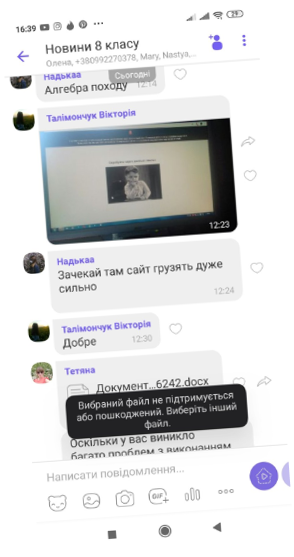 16:39
29
Новини 8 класу
Олена, +380992270378, Mary, Nastya,...
Надькаа
Сьогодні
Алгебра походу
12:14
Талімончук Вікторія
12:23
Надькаа
Зачекай там сайт грузять дуже
сильно
12:24
Талімончук Вікторія
Добре
12:30
Тетяна
Документ...6242.docx
Вибраний файл не підтримується
або пошкоджений. Виберіть інший
файл.
Оскільки у вас виникло
багато проблем з виконанням
Написати повідомлення...
GIF